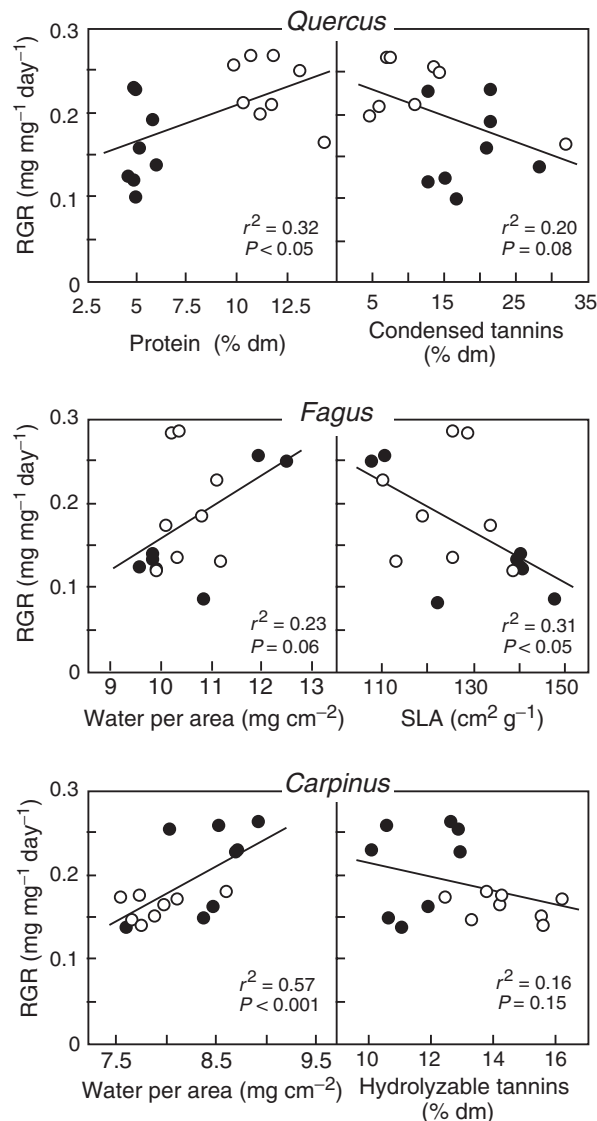 Quercus
0.3
0.2
0.1
0
RGR (mg mg⁻¹ day⁻¹)
r² = 0.32
P < 0.05
r² = 0.20
P = 0.08
2.5 5 7.5 10 12.5
5 15 25 35
Protein (% dm)
Condensed tannins
(% dm)
Fagus
0.3
0.2
0.1
0
RGR (mg mg⁻¹ day⁻¹)
r² = 0.23
P = 0.06
r² = 0.31
P < 0.05
9 10 11 12 13
110 130 150
Water per area (mg cm⁻²)
SLA (cm² g⁻¹)
Carpinus
0.3
0.2
0.1
0
RGR (mg mg⁻¹ day⁻¹)
r² = 0.57
P < 0.001
r² = 0.16
P = 0.15
7.5 8.5 9.5
10 12 14 16
Water per area (mg cm⁻²)
Hydrolyzable tannins
(% dm)